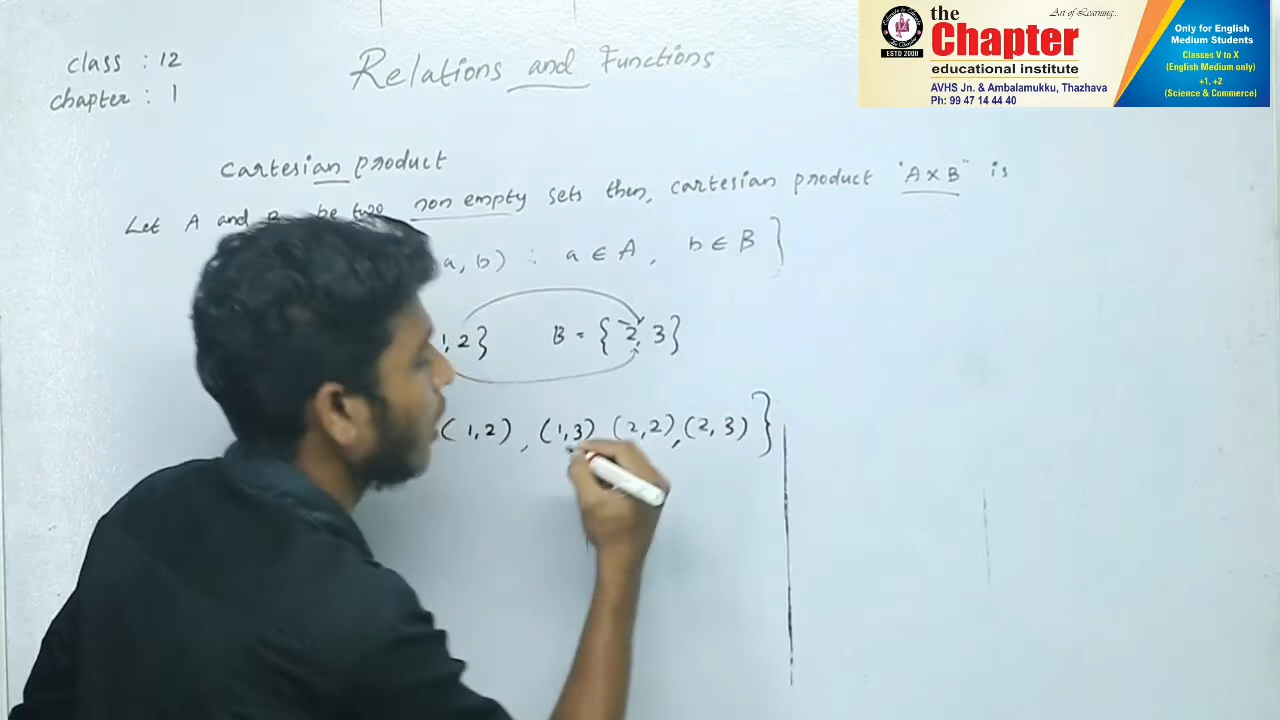 class : 12
chapter : 1
Relations and Functions
the
Chapter
educational institute
Art of Learning...
ESTD 2000
AVHS Jn. & Ambalamukku, Thazhava
Ph: 99 47 14 44 40
Only for English
Medium Students
Classes V to X
(English Medium only)
+1, +2
(Science & Commerce)
cartesian product
Let A and B be two non empty sets then, cartesian product "A×B" is
a, b) : a ∈ A, b ∈ B }
1, 2} B = { 2, 3}
(1,2), (1,3) (2,2), (2,3) }